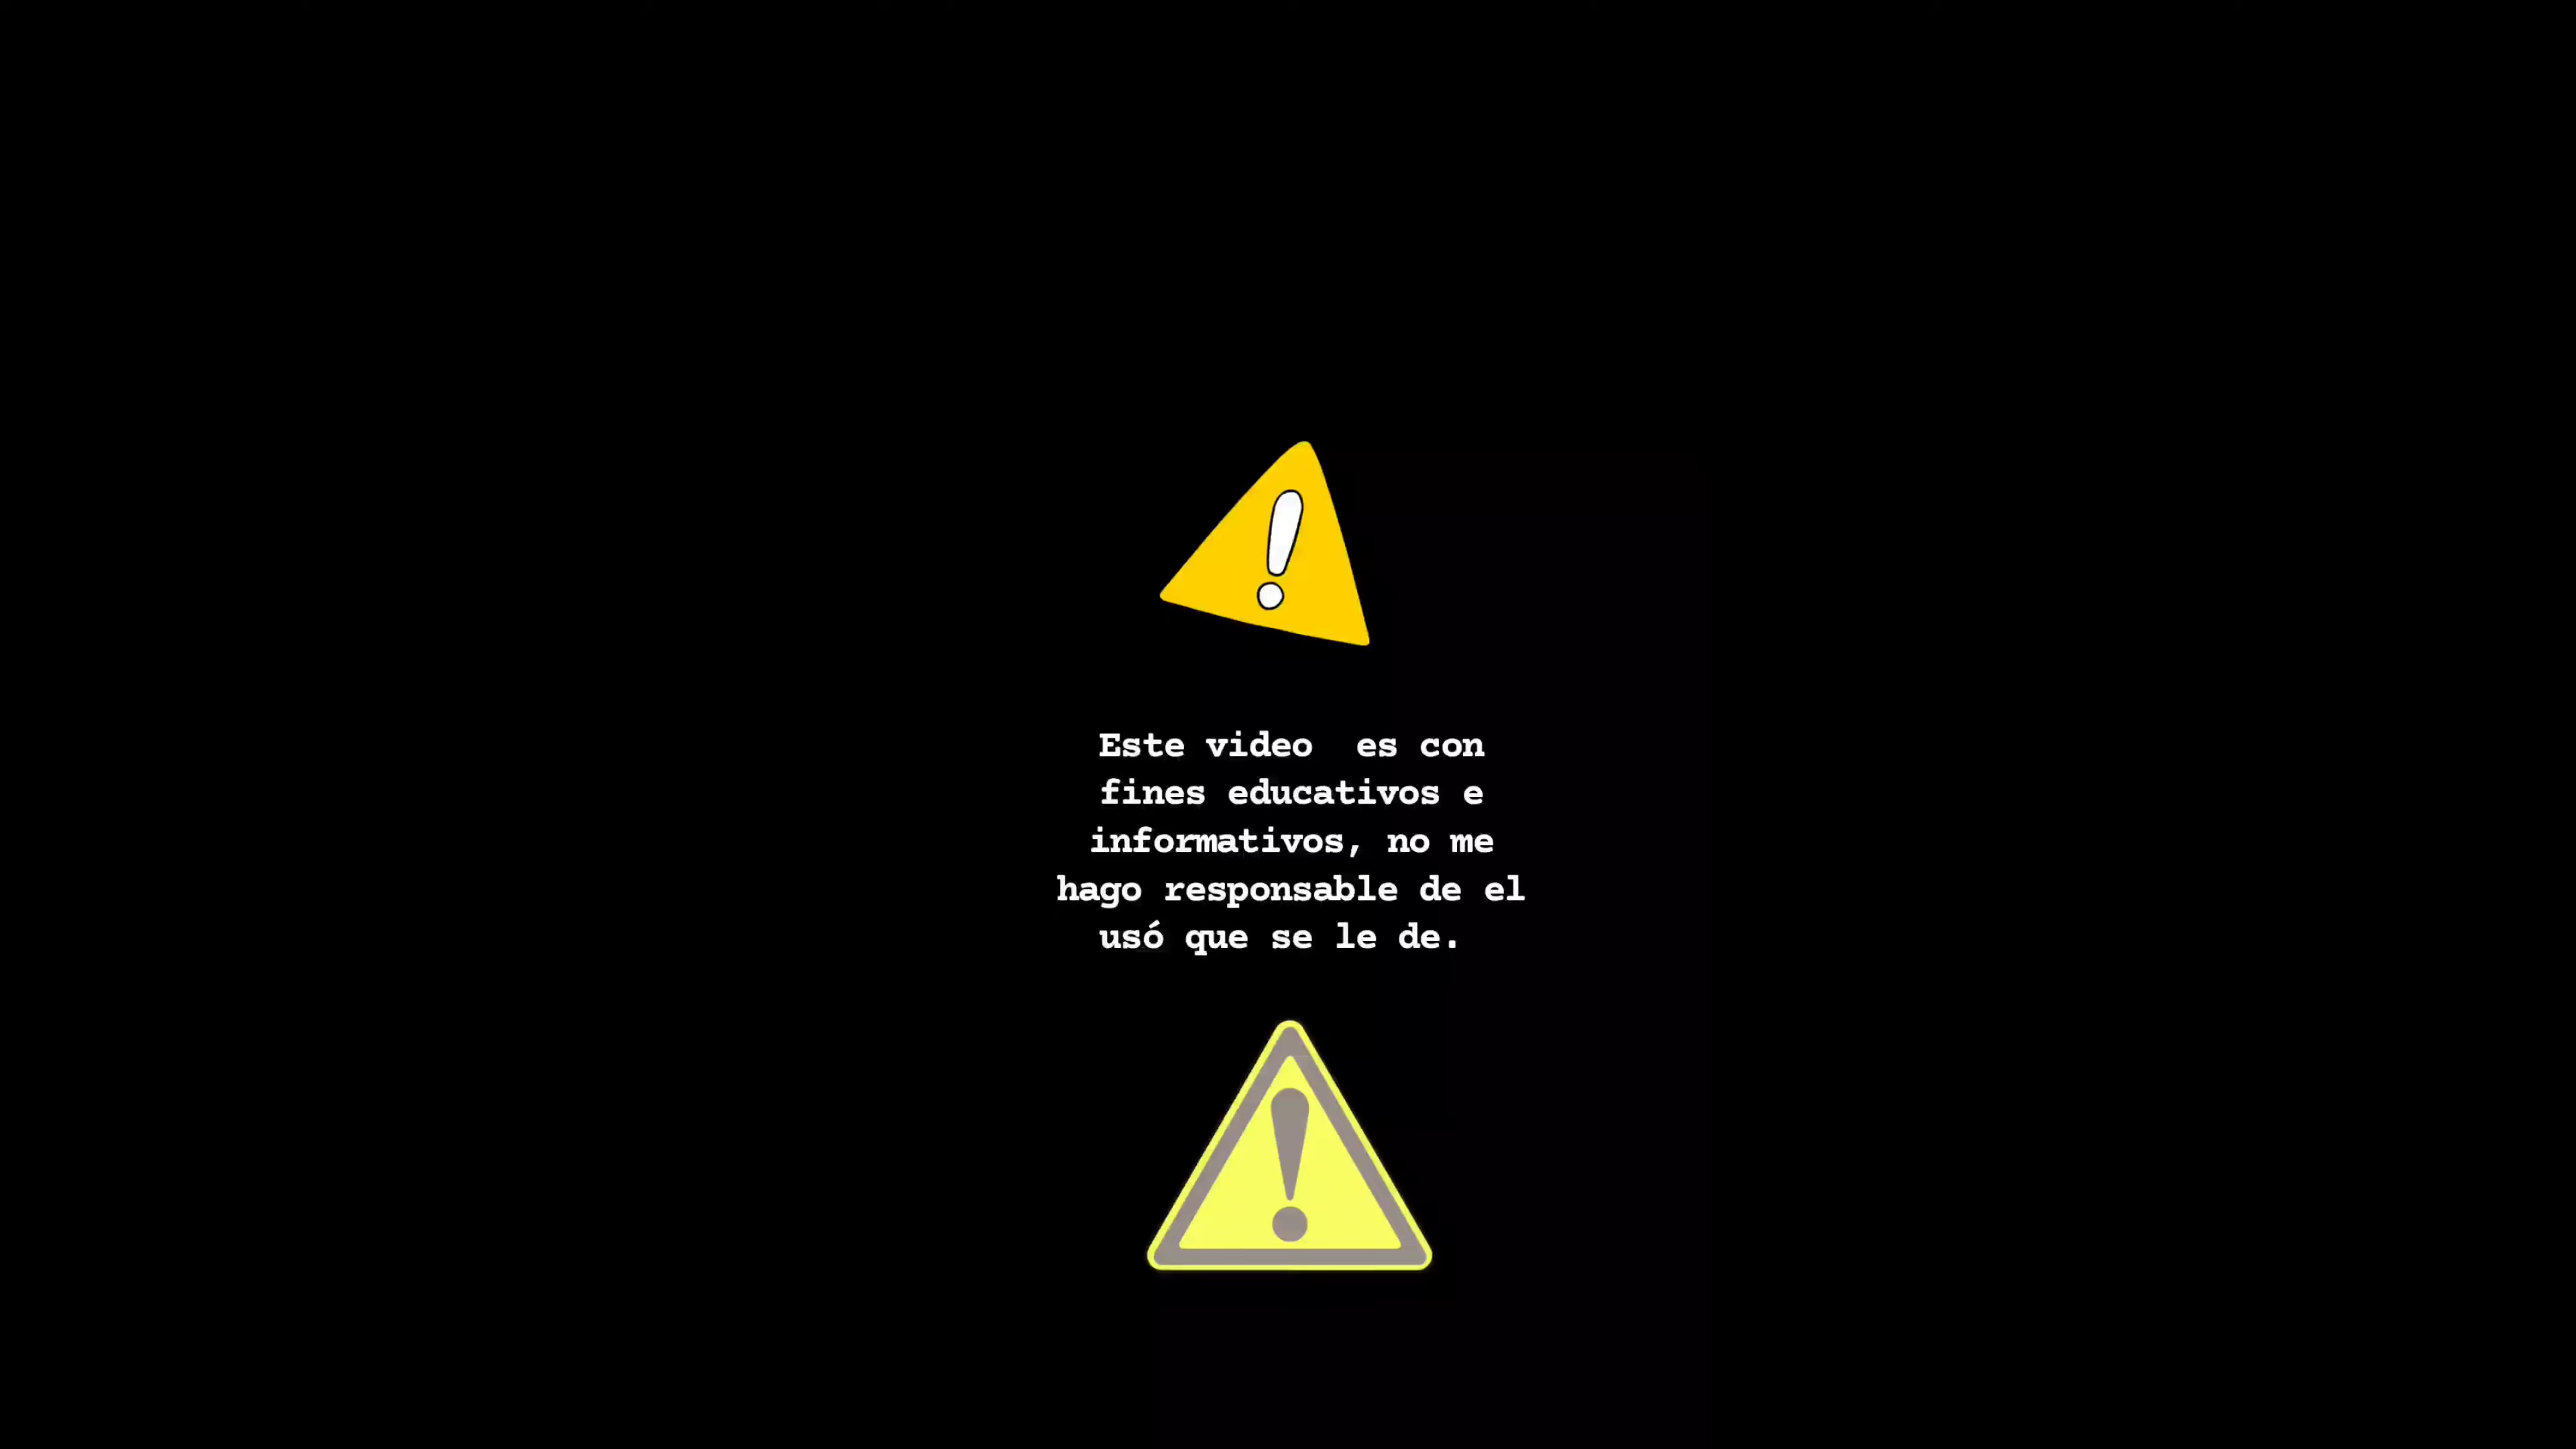 Este video  es con
fines educativos e
informativos, no me
hago responsable de el
usó que se le de.